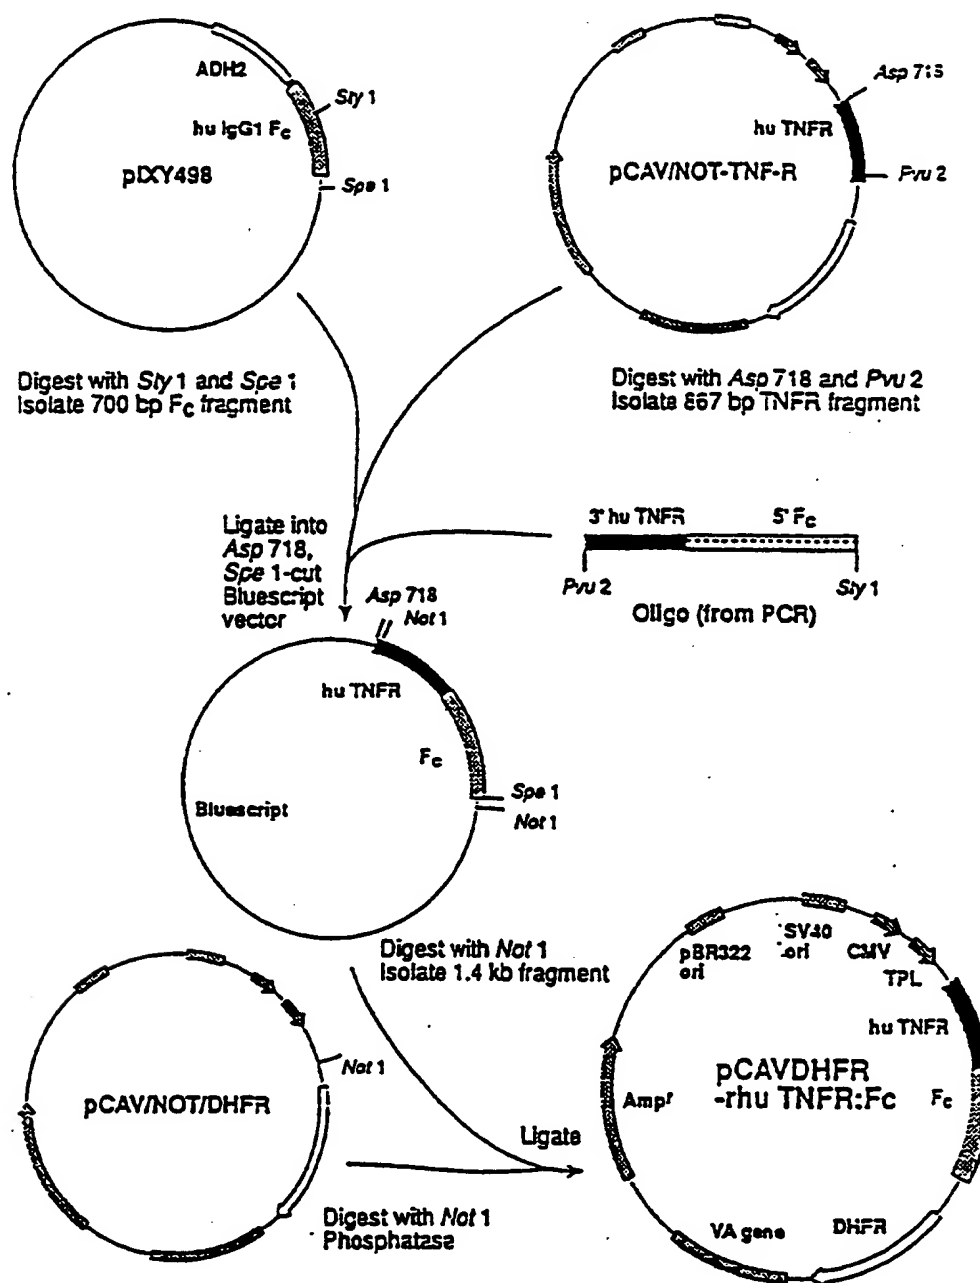 ADH2
Sty 1
hu IgG1 Fc
pIXY498
Spe 1
Asp 718
hu TNFR
pCAV/NOT-TNF-R
Pvu 2
Digest with Sty 1 and Spe 1
Isolate 700 bp Fc fragment
Digest with Asp 718 and Pvu 2
Isolate 867 bp TNFR fragment
Ligate into
Asp 718,
Spe 1-cut
Bluescript
vector
3' hu TNFR
5' Fc
Pvu 2
Sty 1
Oligo (from PCR)
Asp 718
Not 1
hu TNFR
Fc
Spe 1
Not 1
Bluescript
Digest with Not 1
Isolate 1.4 kb fragment
Not 1
pCAV/NOT/DHFR
Digest with Not 1
Phosphatase
Ligate
pBR322
ori
SV40
ori
CMV
TPL
hu TNFR
pCAVDHFR
-rhu TNFR:Fc
Fc
Ampr
VA gene
DHFR